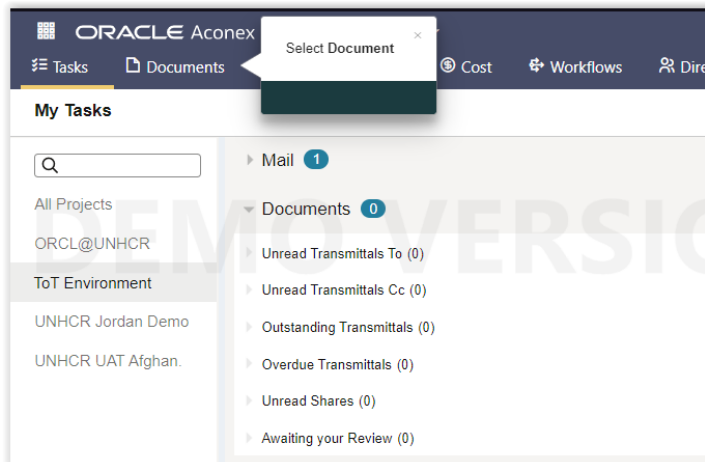 ORACLE Aconex
Select Document
Tasks
Documents
Cost
Workflows
Dire
My Tasks
Mail 1
All Projects
Documents 0
ORCL@UNHCR
Unread Transmittals To (0)
ToT Environment
Unread Transmittals Cc (0)
UNHCR Jordan Demo
Outstanding Transmittals (0)
UNHCR UAT Afghan.
Overdue Transmittals (0)
Unread Shares (0)
Awaiting your Review (0)
DEMO VERSIO